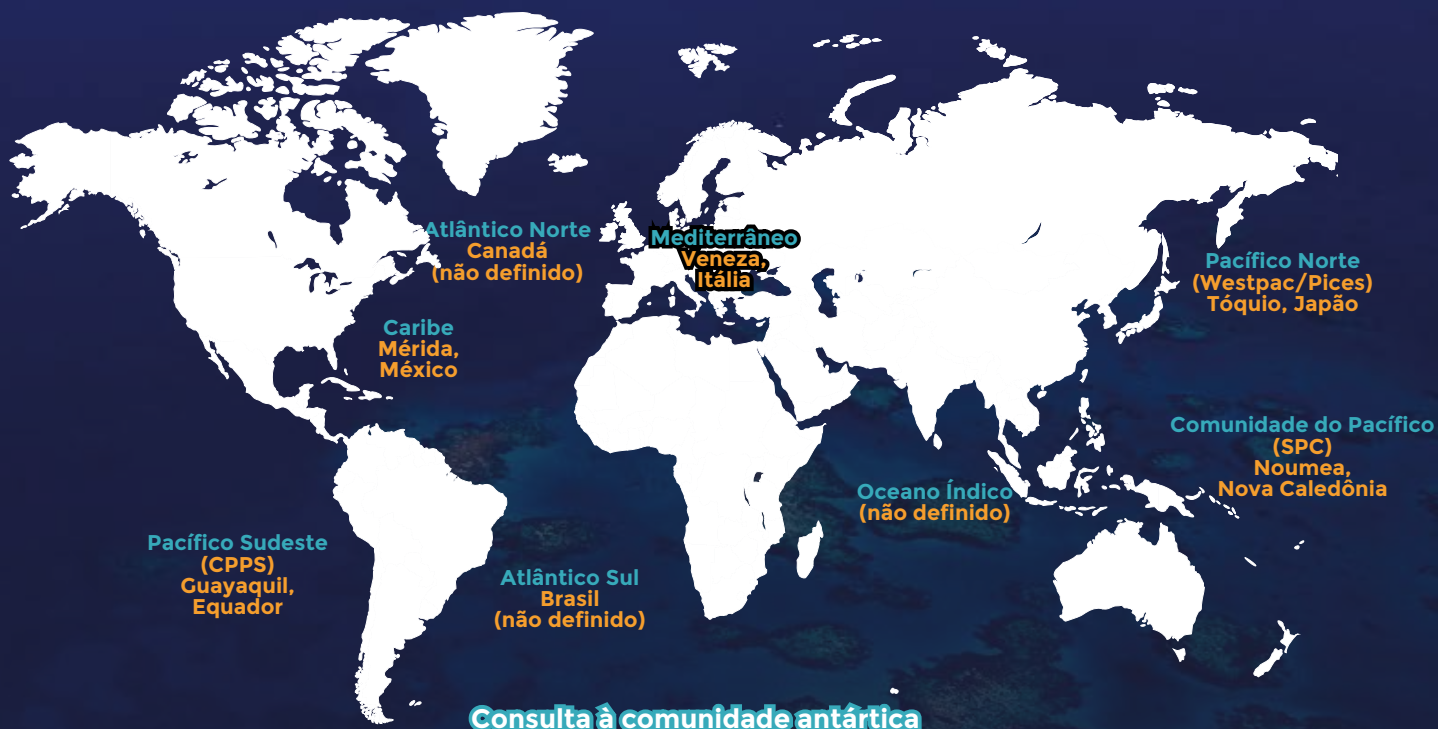 Atlântico Norte
Canadá
(não definido)
Mediterrâneo
Veneza,
Itália
Pacífico Norte
(Westpac/Pices)
Tóquio, Japão
Caribe
Mérida,
México
Comunidade do Pacífico
(SPC)
Noumea,
Nova Caledônia
Oceano Índico
(não definido)
Pacífico Sudeste
(CPPS)
Guayaquil,
Equador
Atlântico Sul
Brasil
(não definido)
Consulta à comunidade antártica